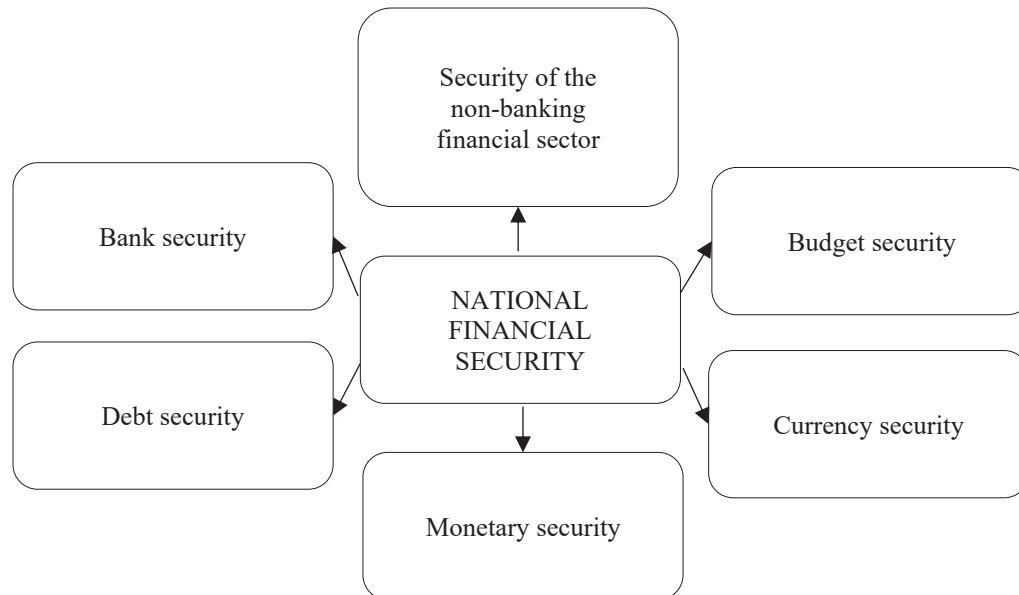 Security of the
non-banking
financial sector
Bank security
Budget security
NATIONAL
FINANCIAL
SECURITY
Debt security
Currency security
Monetary security